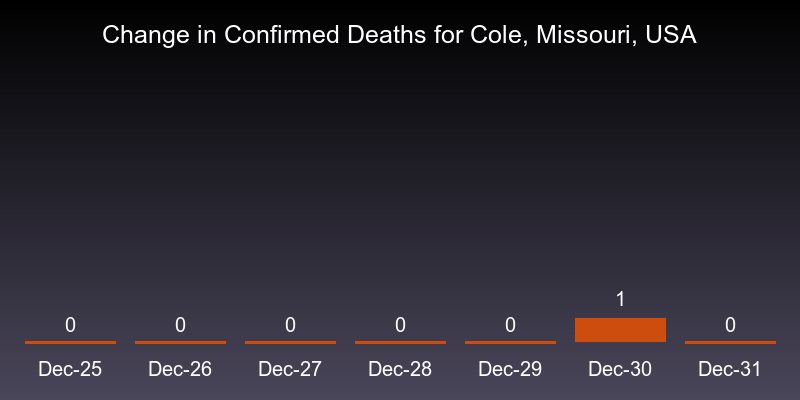 Change in Confirmed Deaths for Cole, Missouri, USA
0 0 0 0 0 1 0
Dec-25 Dec-26 Dec-27 Dec-28 Dec-29 Dec-30 Dec-31